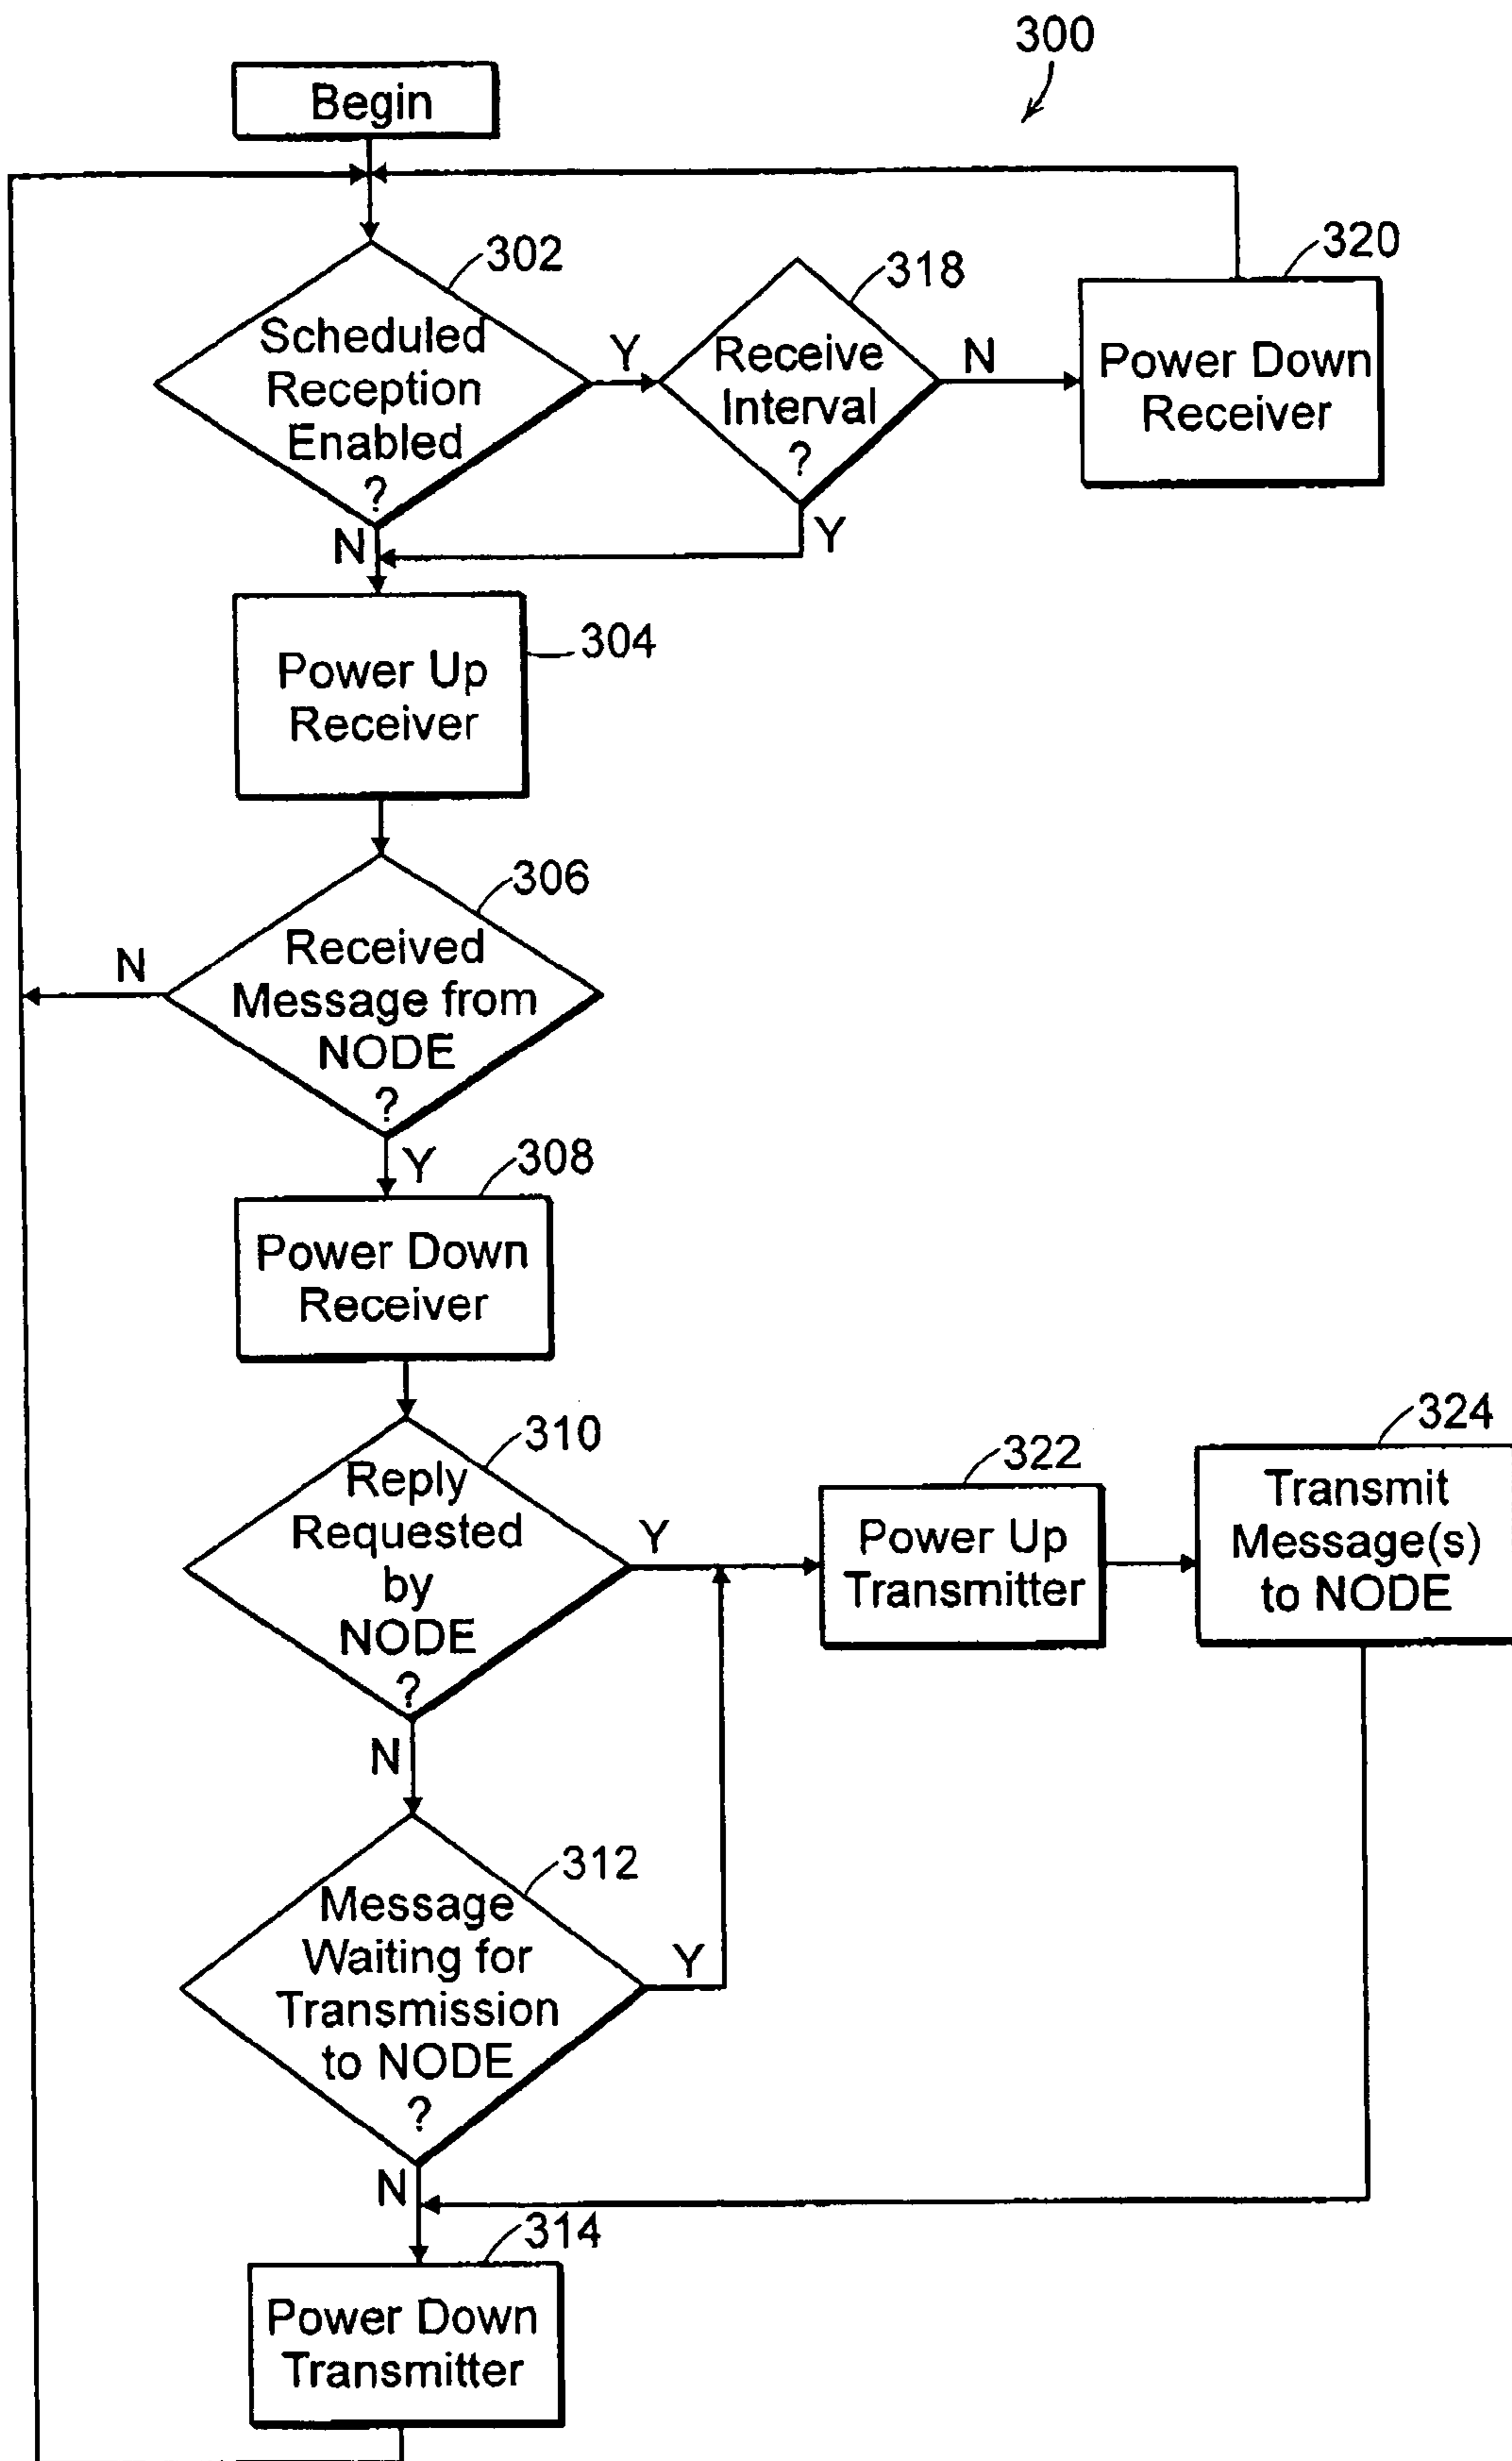 300
Begin
302
Scheduled
Reception
Enabled
?
Y
N
318
Receive
Interval
?
N
Y
320
Power Down
Receiver
304
Power Up
Receiver
306
Received
Message from
NODE
?
N
Y
308
Power Down
Receiver
310
Reply
Requested
by
NODE
?
Y
N
322
Power Up
Transmitter
324
Transmit
Message(s)
to NODE
312
Message
Waiting for
Transmission
to NODE
?
Y
N
314
Power Down
Transmitter